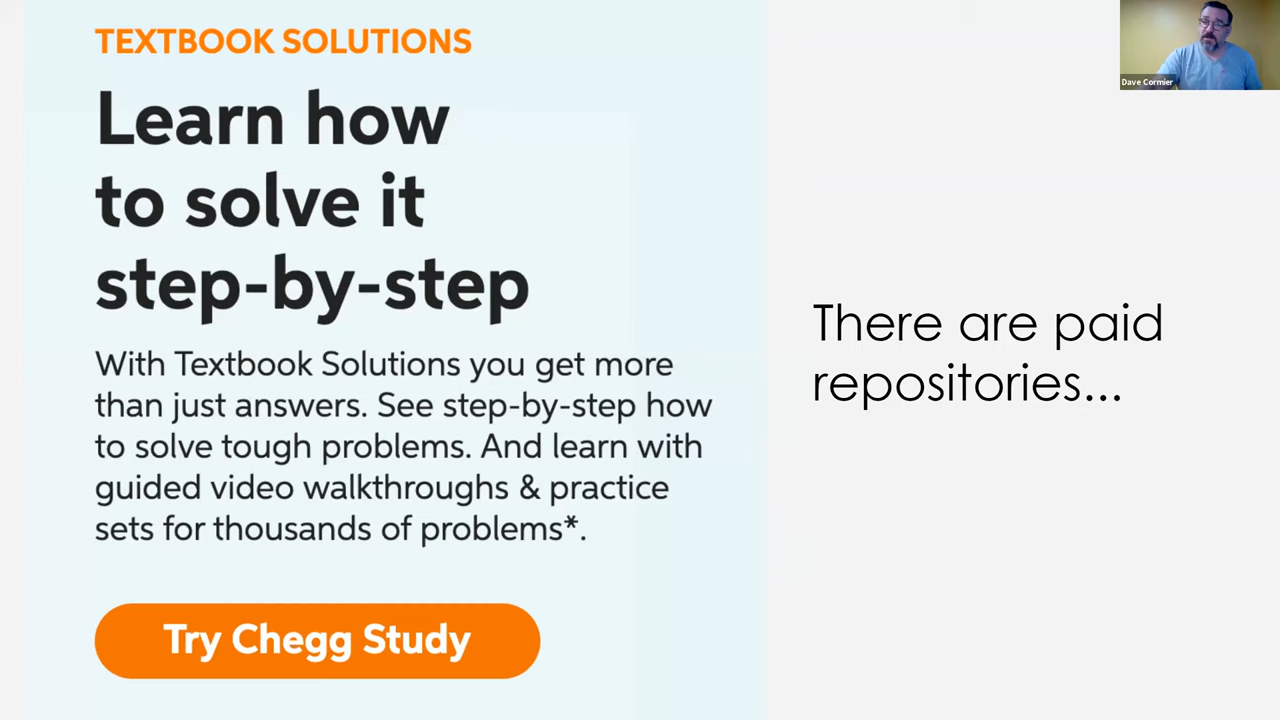 TEXTBOOK SOLUTIONS
Learn how
to solve it
step-by-step
With Textbook Solutions you get more
than just answers. See step-by-step how
to solve tough problems. And learn with
guided video walkthroughs & practice
sets for thousands of problems*.
Try Chegg Study
There are paid
repositories...
Dave Cormier